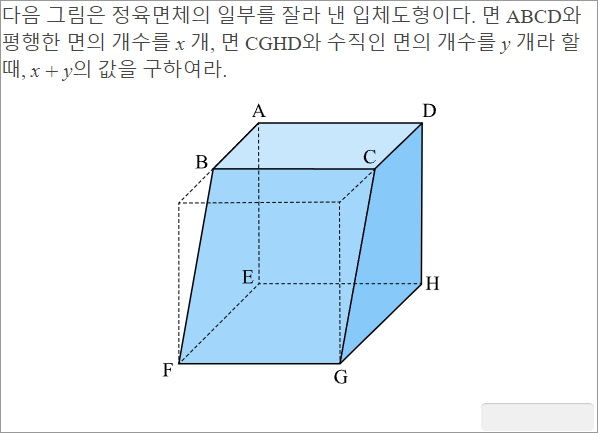 다음 그림은 정육면체의 일부를 잘라 낸 입체도형이다. 면 ABCD와
평행한 면의 개수를 x 개, 면 CGHD와 수직인 면의 개수를 y 개라 할
때, x + y의 값을 구하여라.
A
D
B
C
E
H
F
G